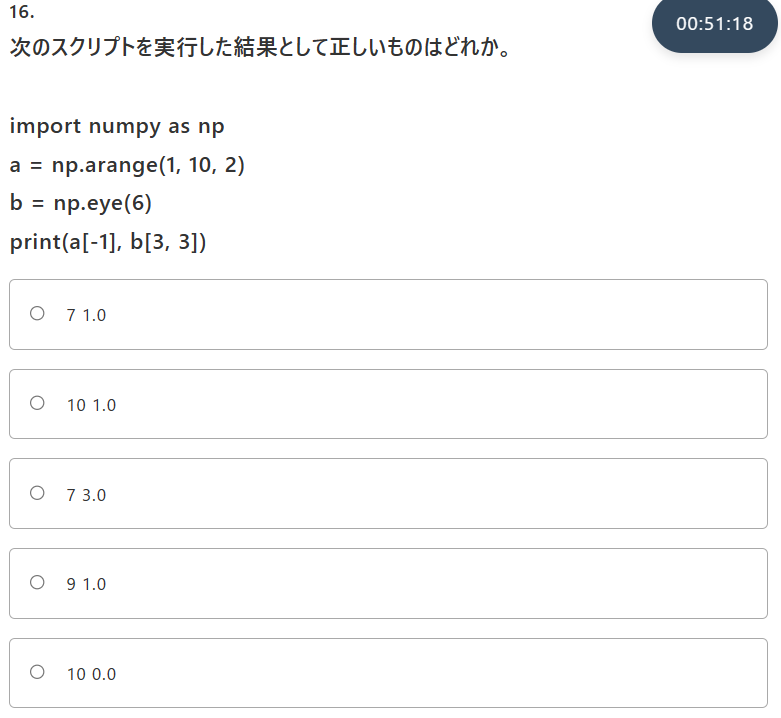 16.
00:51:18
次のスクリプトを実行した結果として正しいものはどれか。
import numpy as np
a = np.arange(1, 10, 2)
b = np.eye(6)
print(a[-1], b[3, 3])
7 1.0
10 1.0
7 3.0
9 1.0
10 0.0